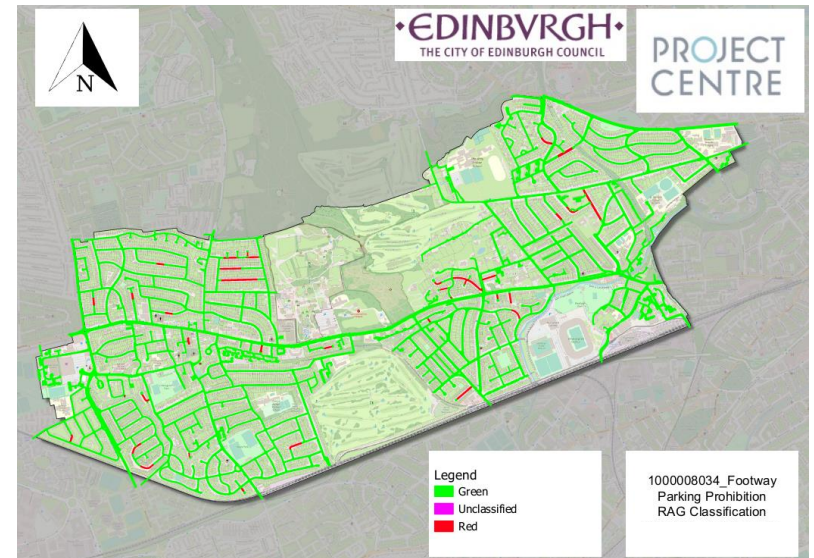 ·EDINBVRGH·
THE CITY OF EDINBURGH COUNCIL
PROJECT
CENTRE
N
Legend
Green
Unclassified
Red
1000008034_Footway
Parking Prohibition
RAG Classification